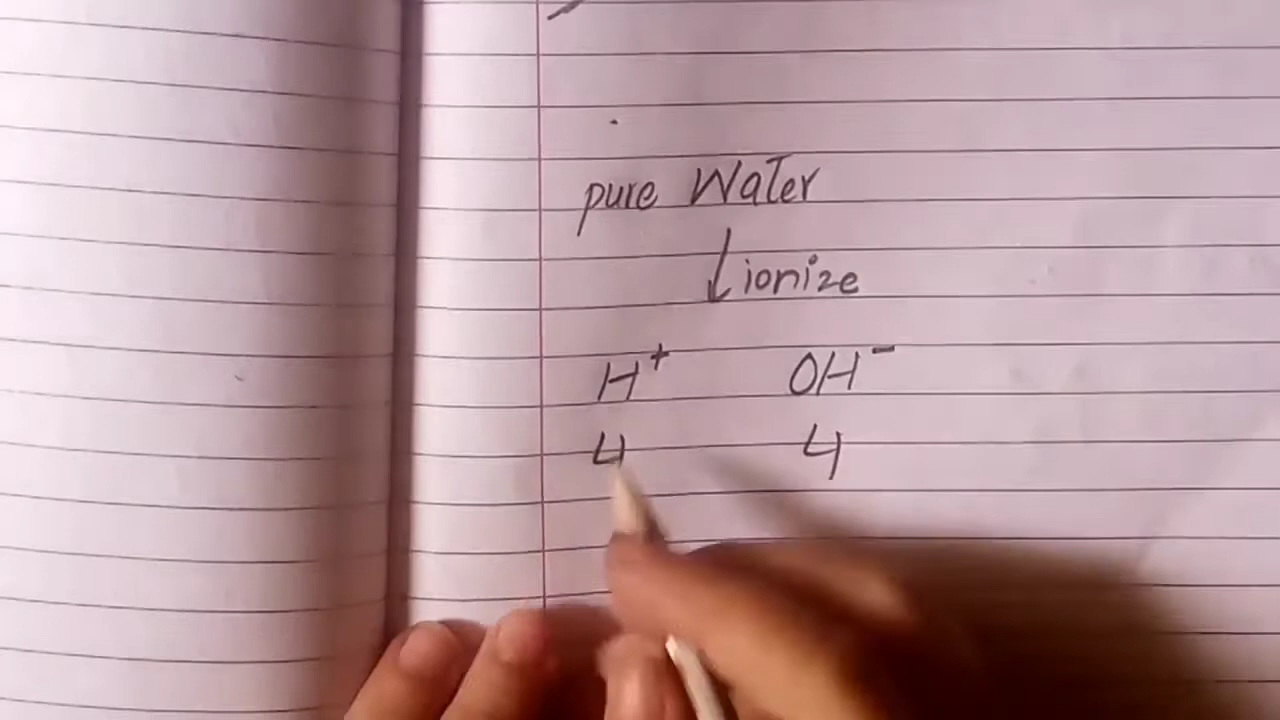 pure Water
↓ ionize
H⁺ OH⁻
4 4